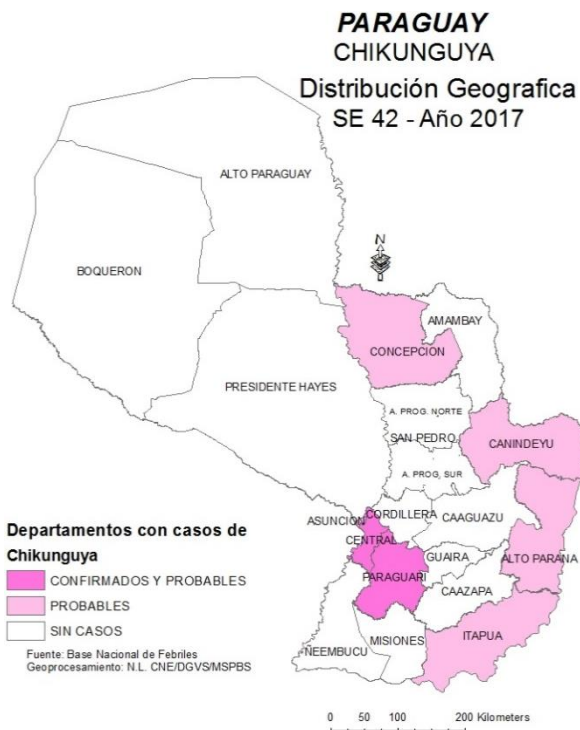 PARAGUAY
CHIKUNGUYA
Distribución Geografica
SE 42 - Año 2017
ALTO PARAGUAY
N
BOQUERON
AMAMBAY
CONCEPCION
PRESIDENTE HAYES
A. PROG. NORTE
SAN PEDRO
CANINDEYU
A. PROG, SUR
CORDILLERA
ASUNCION
CAAGUAZU
CENTRAL
GUAIRA
ALTO PARANA
PARAGUARI
CAAZAPA
ITAPUA
MISIONES
ÑEEMBUCU
Departamentos con casos de
Chikunguya
CONFIRMADOS Y PROBABLES
PROBABLES
SIN CASOS
Fuente: Base Nacional de Febriles
Geoprocesamiento: N.L. CNE/DGVS/MSPBS
0 50 100 200 Kilometers